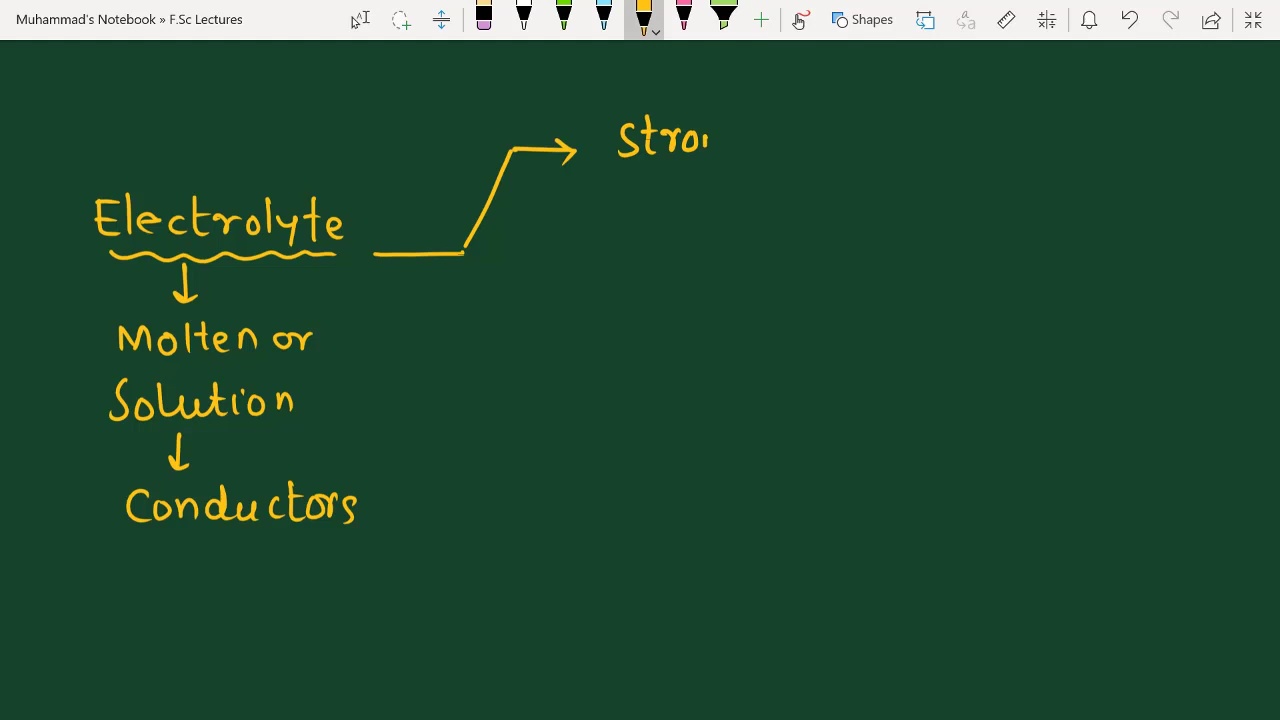 Muhammad's Notebook » F.Sc Lectures
Shapes
Stro
Electrolyte
Molten or
Solution
Conductors